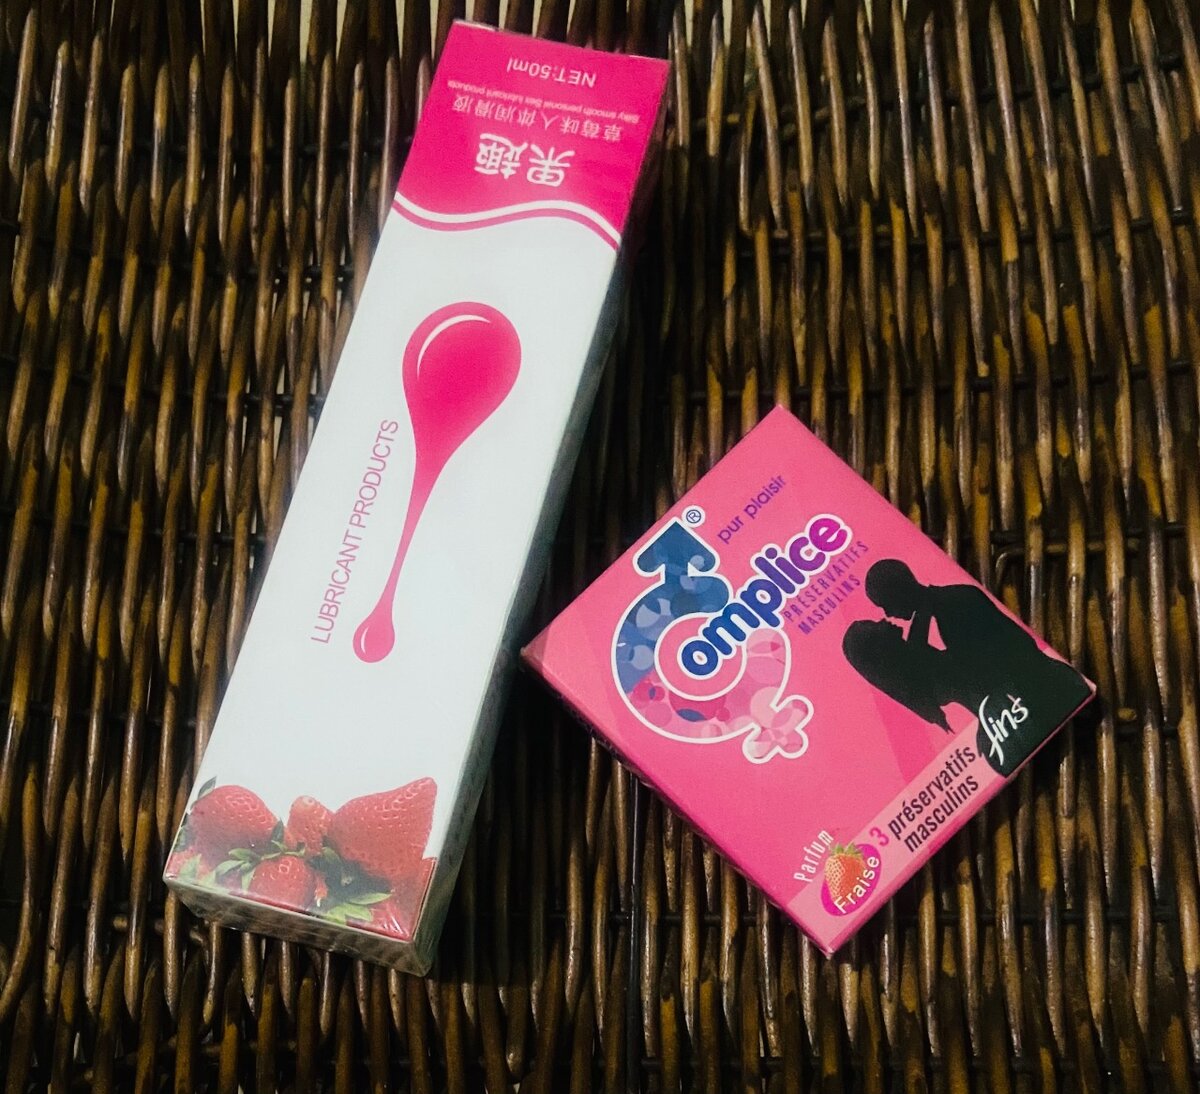 果趣
草莓味人体润滑液
Silky smooth personal Sex lubricant products
NET:50ml
LUBRICANT PRODUCTS
pur plaisir
Complice®
PRÉSERVATIFS
MASCULINS
fins
3 préservatifs
masculins
Parfum
Fraise